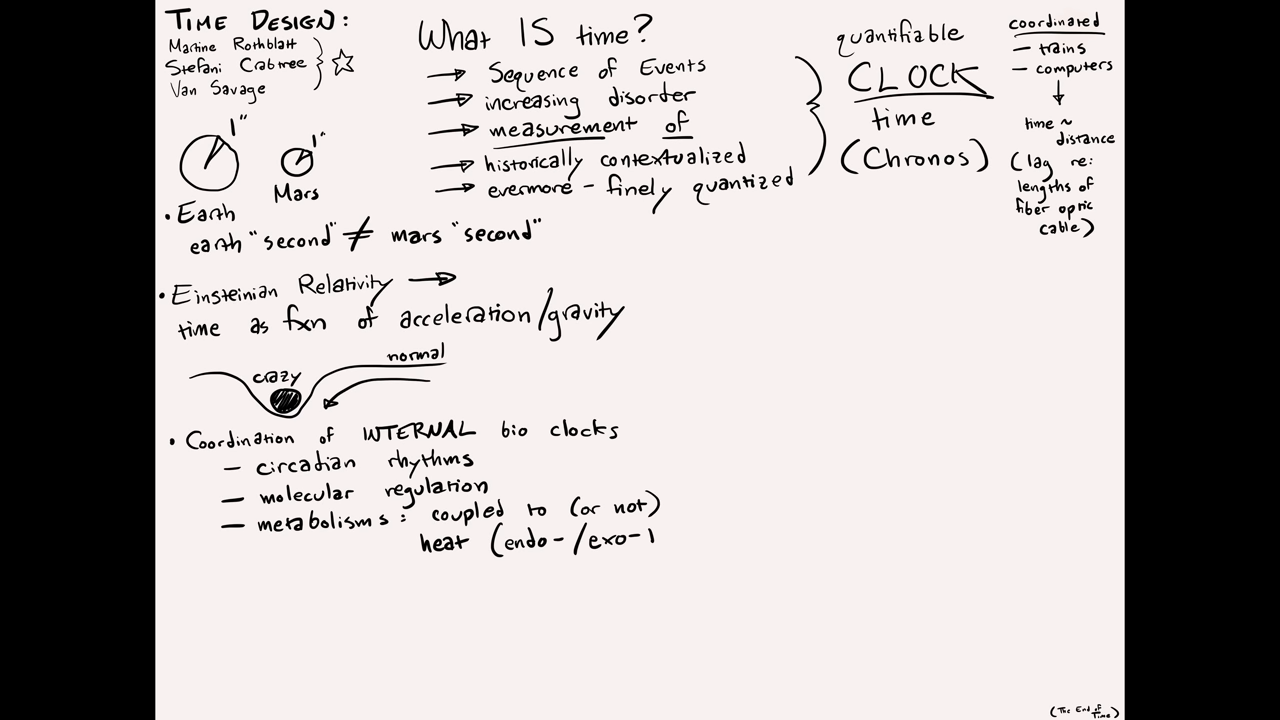 TIME DESIGN:
Martine Rothblatt
Stefani Crabtree
Van Savage
1"
1"
Mars
• Earth
earth "second" ≠ mars "second"
What IS time?
→ Sequence of Events
→ increasing disorder
→ measurement of
→ historically contextualized
→ evermore - finely quantized
quantifiable
CLOCK
time
(Chronos)
coordinated
- trains
- computers
↓
time ~
distance
(lag re:
lengths of
fiber optic
cable)
• Einsteinian Relativity →
time as fxn of acceleration/gravity
normal
crazy
• Coordination of INTERNAL bio clocks
- circadian rhythms
- molecular regulation
- metabolisms: coupled to (or not)
heat (endo-/exo-1
(The End of
Time)